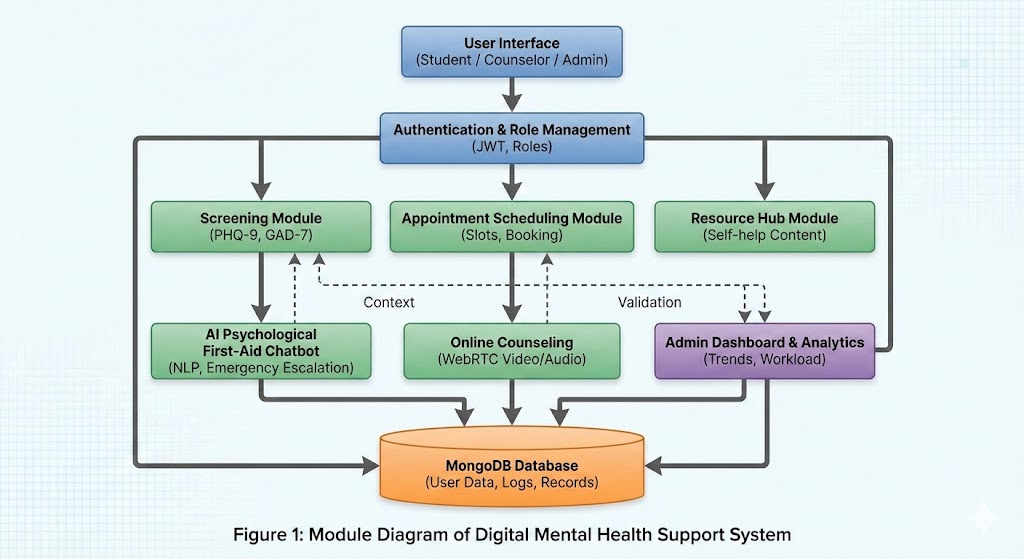 User Interface
(Student / Counselor / Admin)
Authentication & Role Management
(JWT, Roles)
Screening Module
(PHQ-9, GAD-7)
Appointment Scheduling Module
(Slots, Booking)
Resource Hub Module
(Self-help Content)
Context
Validation
AI Psychological
First-Aid Chatbot
(NLP, Emergency Escalation)
Online Counseling
(WebRTC Video/Audio)
Admin Dashboard & Analytics
(Trends, Workload)
MongoDB Database
(User Data, Logs, Records)
Figure 1: Module Diagram of Digital Mental Health Support System